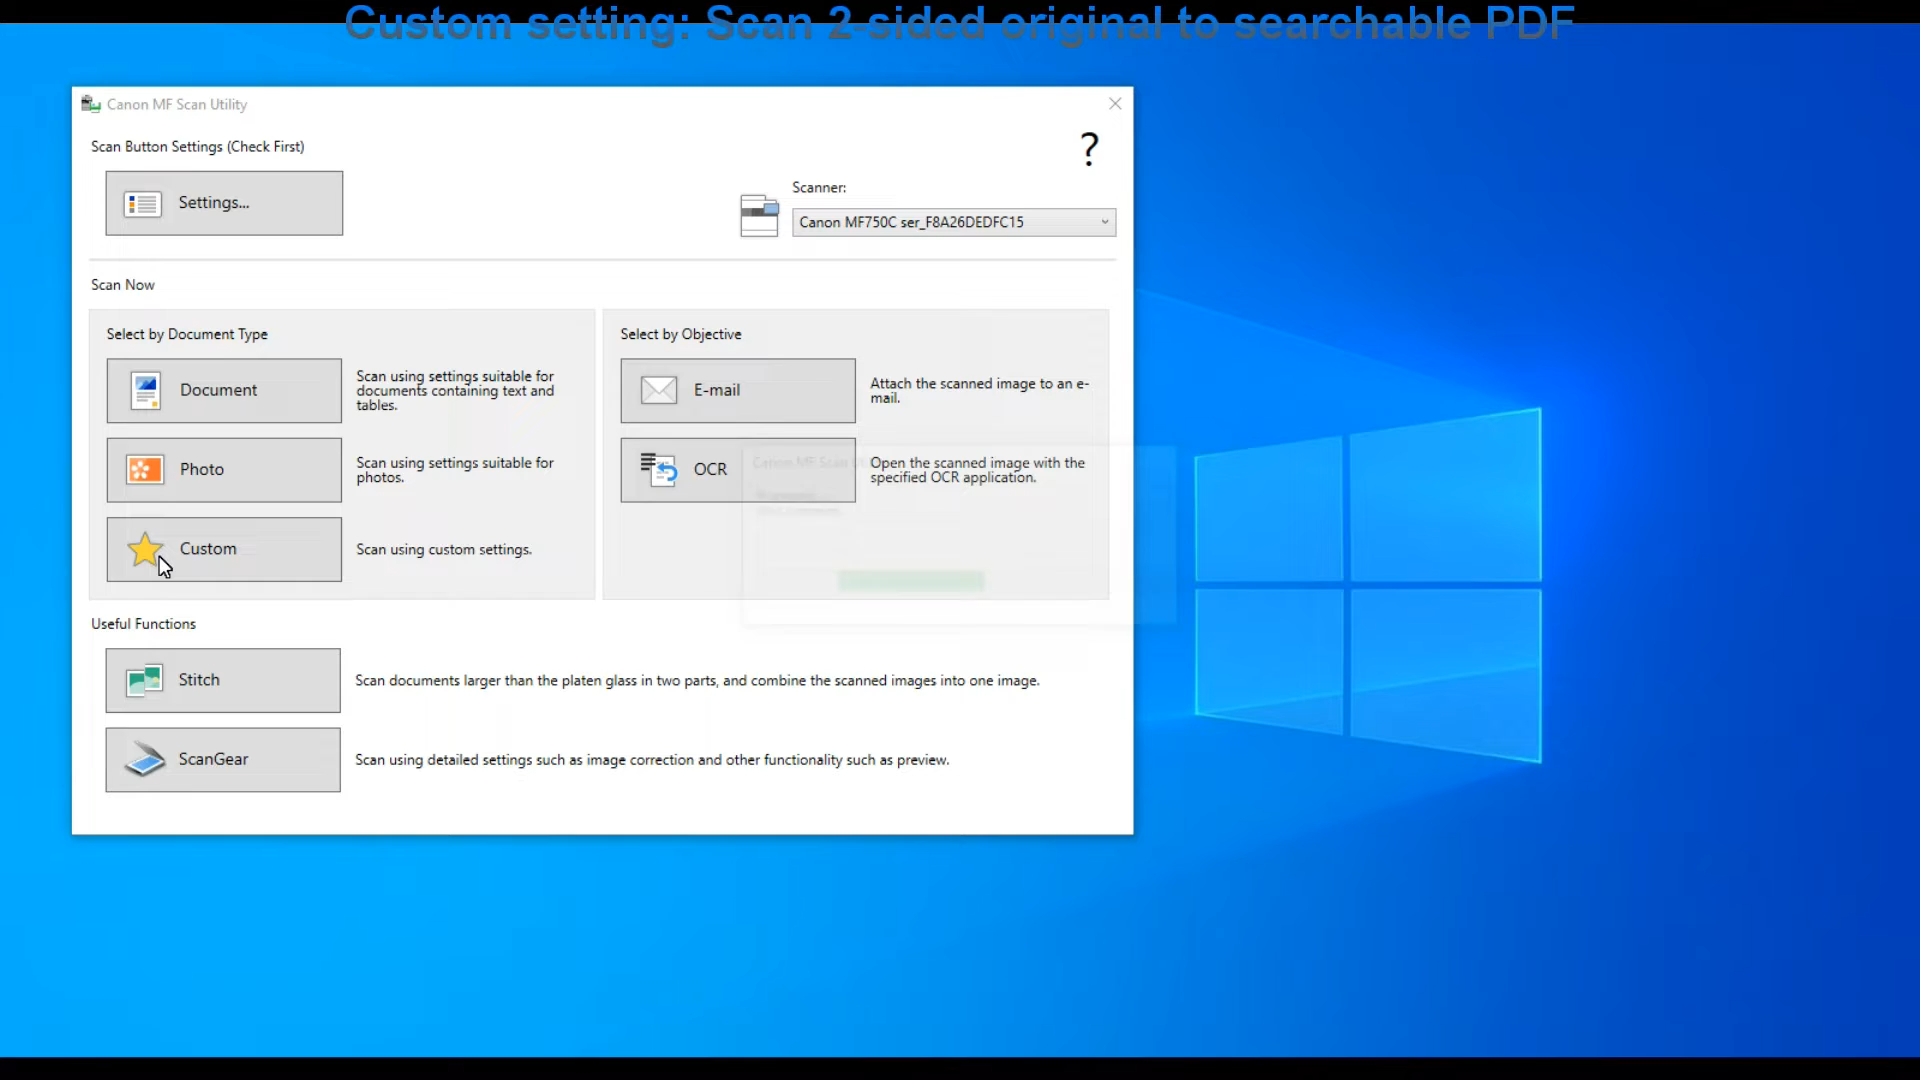 Custom setting: Scan 2-sided original to searchable PDF
Canon MF Scan Utility
Scan Button Settings (Check First)
?
Settings...
Scanner:
Canon MF750C ser_F8A26DEDFC15
Scan Now
Select by Document Type
Document
Scan using settings suitable for
documents containing text and
tables.
Photo
Scan using settings suitable for
photos.
Custom
Scan using custom settings.
Select by Objective
E-mail
Attach the scanned image to an e-
mail.
OCR
Open the scanned image with the
specified OCR application.
Useful Functions
Stitch
Scan documents larger than the platen glass in two parts, and combine the scanned images into one image.
ScanGear
Scan using detailed settings such as image correction and other functionality such as preview.